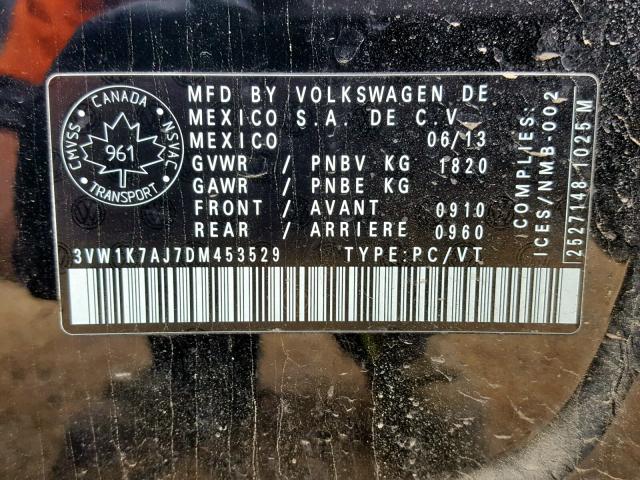 MFD BY VOLKSWAGEN DE
MEXICO S.A. DE C.V.
MEXICO 06/13
GVWR / PNBV KG 1820
GAWR / PNBE KG
FRONT / AVANT 0910
REAR / ARRIERE 0960
3VW1K7AJ7DM453529 TYPE:PC/VT
CANADA
CMVSS NSVAC
961
TRANSPORT
COMPLIES:
ICES/NMB-002
2527148 1025 M